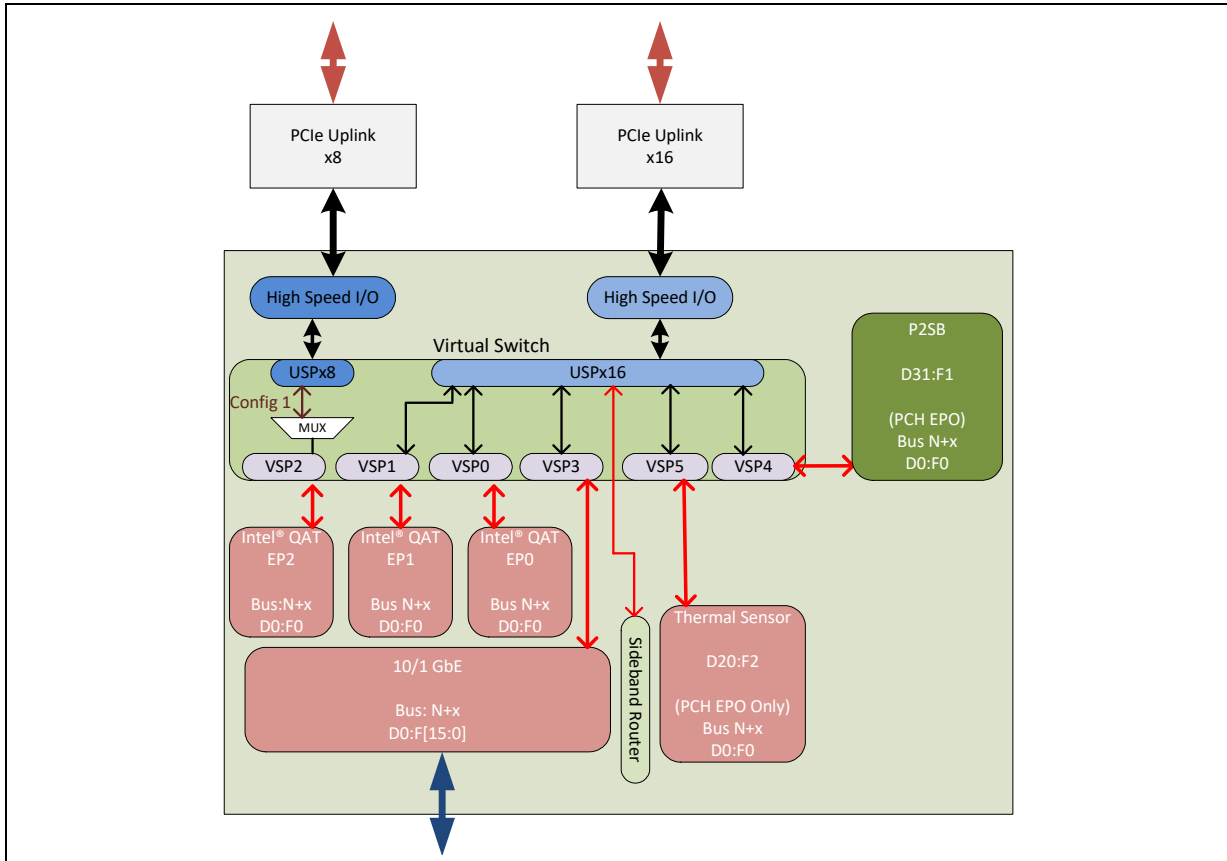 PCIe Uplink
x8
PCIe Uplink
x16
High Speed I/O
High Speed I/O
P2SB
D31:F1
(PCH EPO)
Bus N+x
D0:F0
Virtual Switch
USPx8
USPx16
Config 1
MUX
VSP2
VSP1
VSP0
VSP3
VSP5
VSP4
Intel® QAT
EP2
Bus:N+x
D0:F0
Intel® QAT
EP1
Bus N+x
D0:F0
Intel® QAT
EP0
Bus N+x
D0:F0
10/1 GbE
Bus: N+x
D0:F[15:0]
Sideband Router
Thermal Sensor
D20:F2
(PCH EPO Only)
Bus N+x
D0:F0